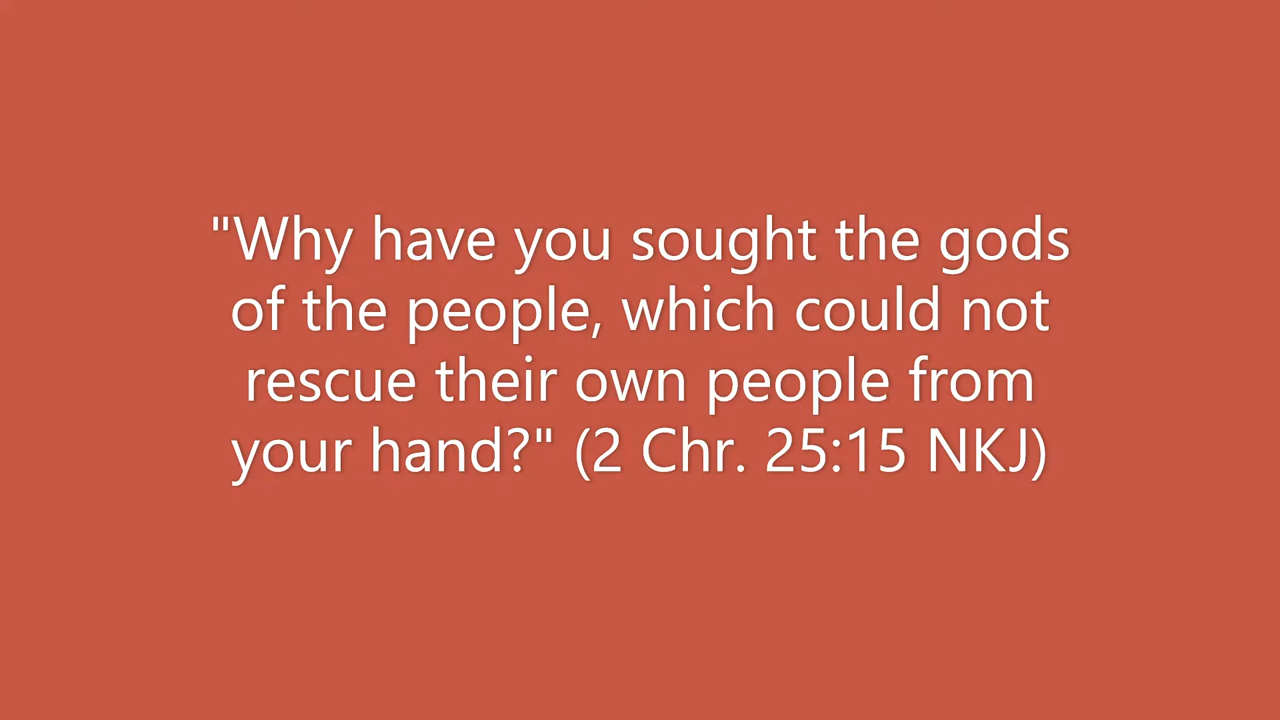 "Why have you sought the gods
of the people, which could not
rescue their own people from
your hand?" (2 Chr. 25:15 NKJ)